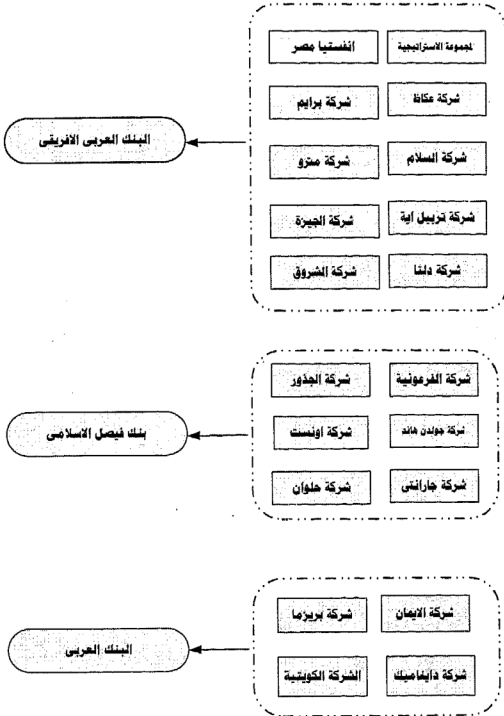 المجموعة الاستراتيجية
انفستيا مصر
شركة عكاظ
شركة برايم
البنك العربى الافريقى
شركة السلام
شركة مترو
شركة تربيل اية
شركة الجيزة
شركة دلتا
شركة الشروق
شركة الفرعونية
شركة الجذور
شركة جولدن هاند
شركة اونست
بنك فيصل الاسلامى
شركة جارانتى
شركة حلوان
شركة الايمان
شركة بريزما
البنك العربى
شركة داينامیك
الشركة الكويتية